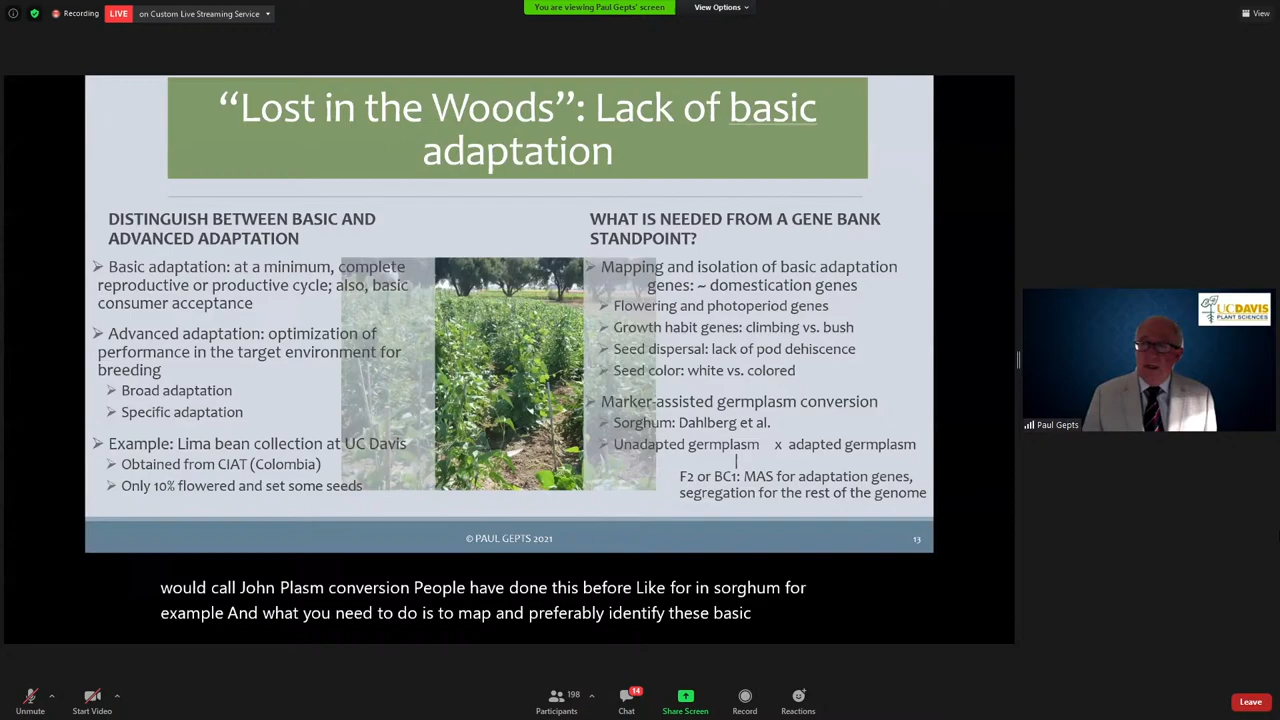 Recording
LIVE
on Custom Live Streaming Service
You are viewing Paul Gepts' screen
View Options
View
“Lost in the Woods”: Lack of basic
adaptation
DISTINGUISH BETWEEN BASIC AND
ADVANCED ADAPTATION
Basic adaptation: at a minimum, complete
reproductive or productive cycle; also, basic
consumer acceptance
Advanced adaptation: optimization of
performance in the target environment for
breeding
Broad adaptation
Specific adaptation
Example: Lima bean collection at UC Davis
Obtained from CIAT (Colombia)
Only 10% flowered and set some seeds
WHAT IS NEEDED FROM A GENE BANK
STANDPOINT?
Mapping and isolation of basic adaptation
genes: ~ domestication genes
Flowering and photoperiod genes
Growth habit genes: climbing vs. bush
Seed dispersal: lack of pod dehiscence
Seed color: white vs. colored
Marker-assisted germplasm conversion
Sorghum: Dahlberg et al.
Unadapted germplasm x adapted germplasm
F2 or BC1: MAS for adaptation genes,
segregation for the rest of the genome
© PAUL GEPTS 2021
13
UCDAVIS
PLANT SCIENCES
Paul Gepts
would call John Plasm conversion People have done this before Like for in sorghum for
example And what you need to do is to map and preferably identify these basic
Unmute
Start Video
198
Participants
14
Chat
Share Screen
Record
Reactions
Leave